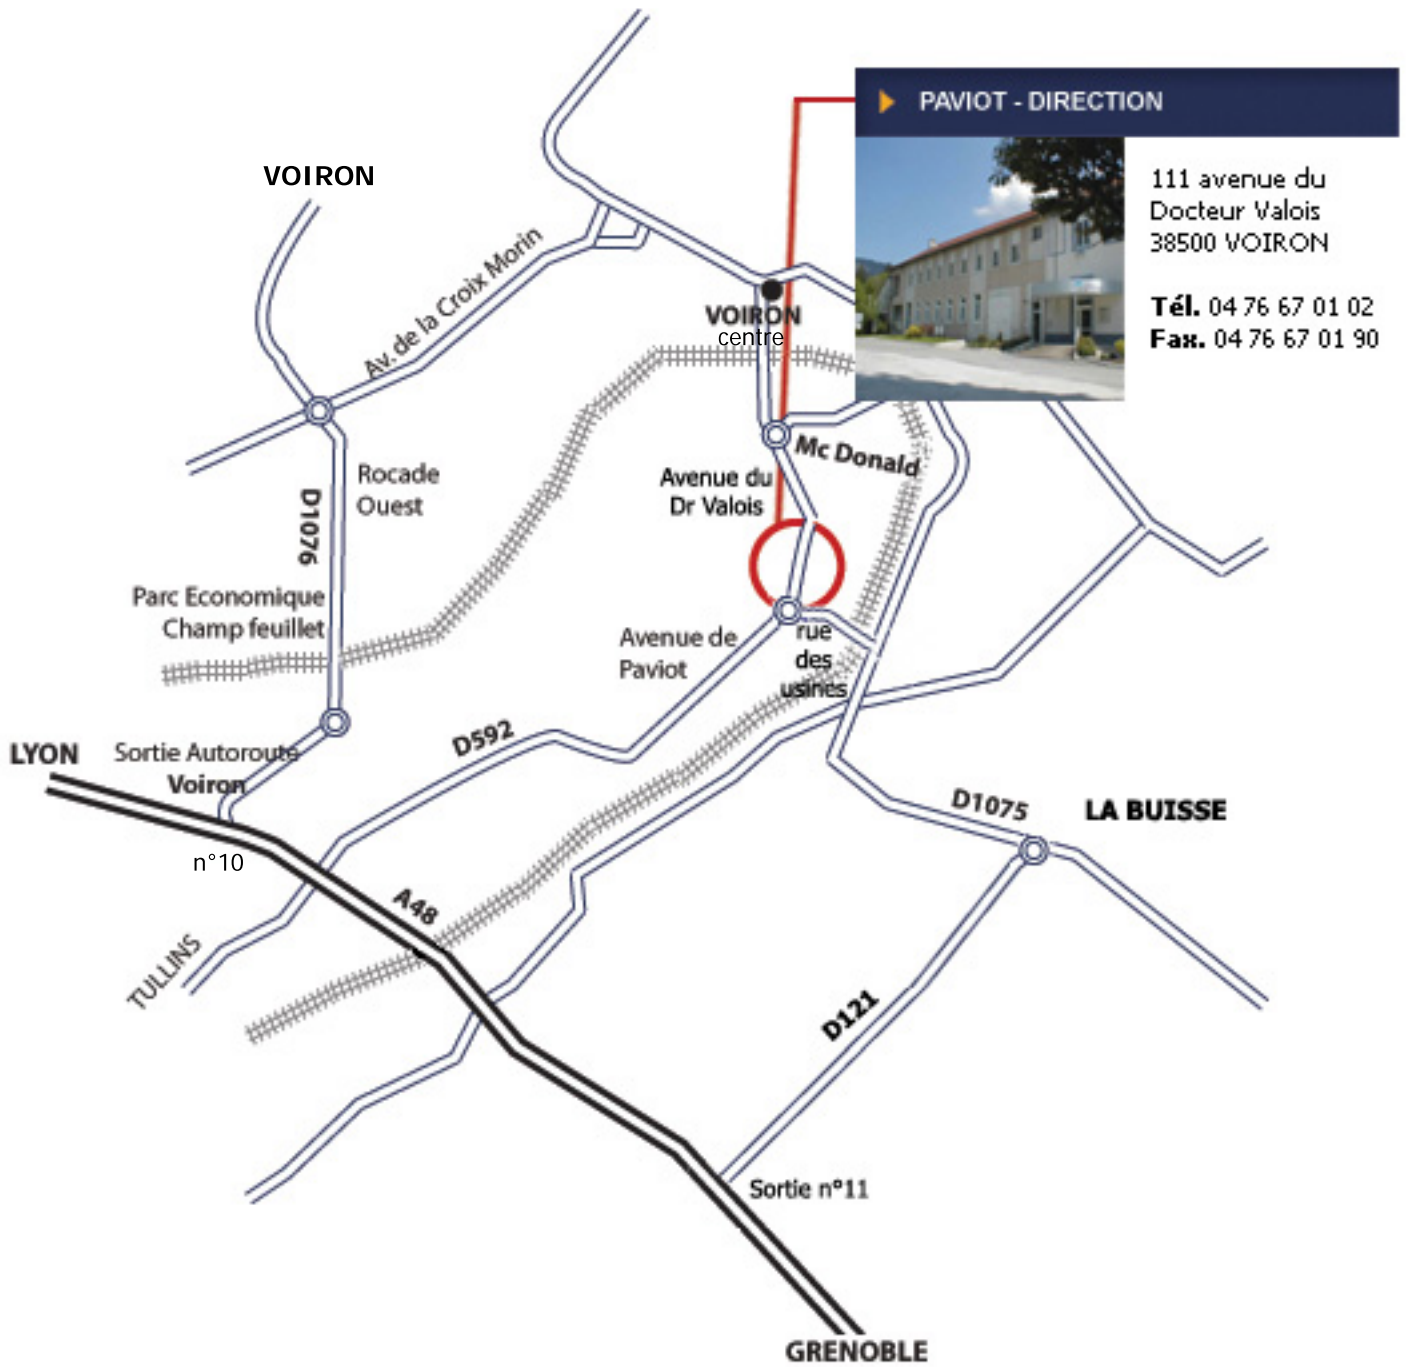 PAVIOT - DIRECTION
111 avenue du
Docteur Valois
38500 VOIRON
Tél. 04 76 67 01 02
Fax. 04 76 67 01 90
VOIRON
Av. de la Croix Morin
VOIRON
centre
Mc Donald
Rocade
Ouest
D1076
Avenue du
Dr Valois
Parc Economique
Champ feuillet
Avenue de
Paviot
rue
des
usines
LYON
Sortie Autoroute
Voiron
n°10
D592
D1075
LA BUISSE
A48
TULLINS
D121
Sortie n°11
GRENOBLE